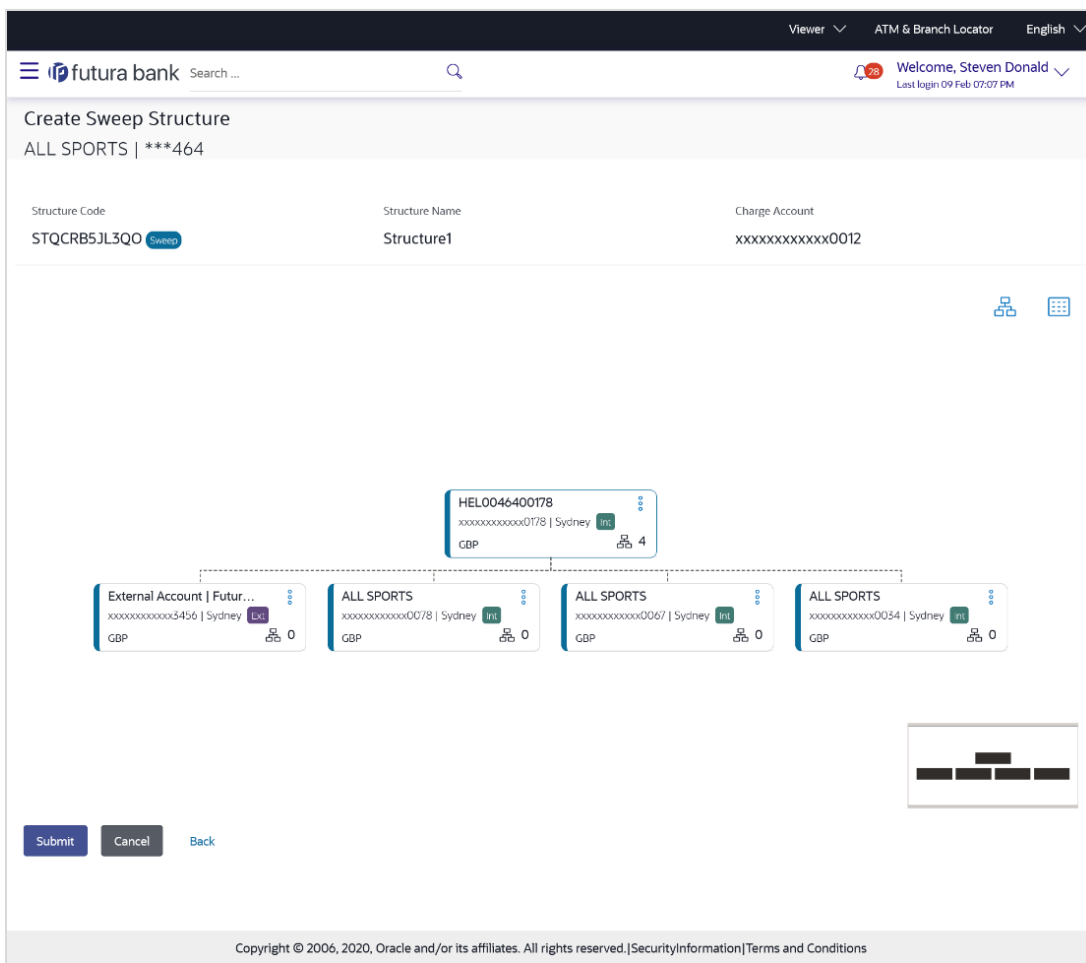 Viewer ATM & Branch Locator English
futura bank Search ... 28 Welcome, Steven Donald
Last login 09 Feb 07:07 PM
Create Sweep Structure
ALL SPORTS | ***464
Structure Code Structure Name Charge Account
STQCRB5JL3QO Sweep Structure1 xxxxxxxxxxxx0012
HEL0046400178
xxxxxxxxxxxx0178 | Sydney Int
GBP 4
External Account | Futur... ALL SPORTS ALL SPORTS ALL SPORTS
xxxxxxxxxxxx3456 | Sydney Ext xxxxxxxxxxxx0078 | Sydney Int xxxxxxxxxxxx0067 | Sydney Int xxxxxxxxxxxx0034 | Sydney Int
GBP 0 GBP 0 GBP 0 GBP 0
Submit Cancel Back
Copyright © 2006, 2020, Oracle and/or its affiliates. All rights reserved.|SecurityInformation|Terms and Conditions